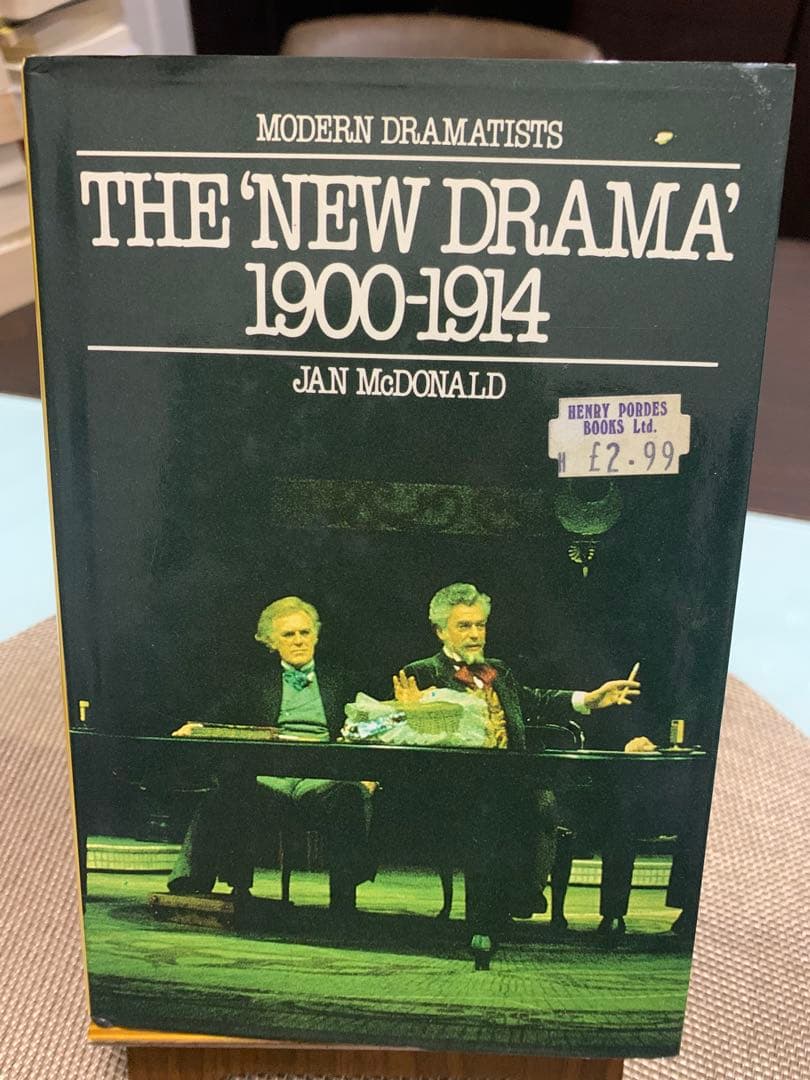 MODERN DRAMATISTS
THE 'NEW DRAMA'
1900-1914
JAN McDONALD
HENRY PORDES
BOOKS Ltd.
H £2.99